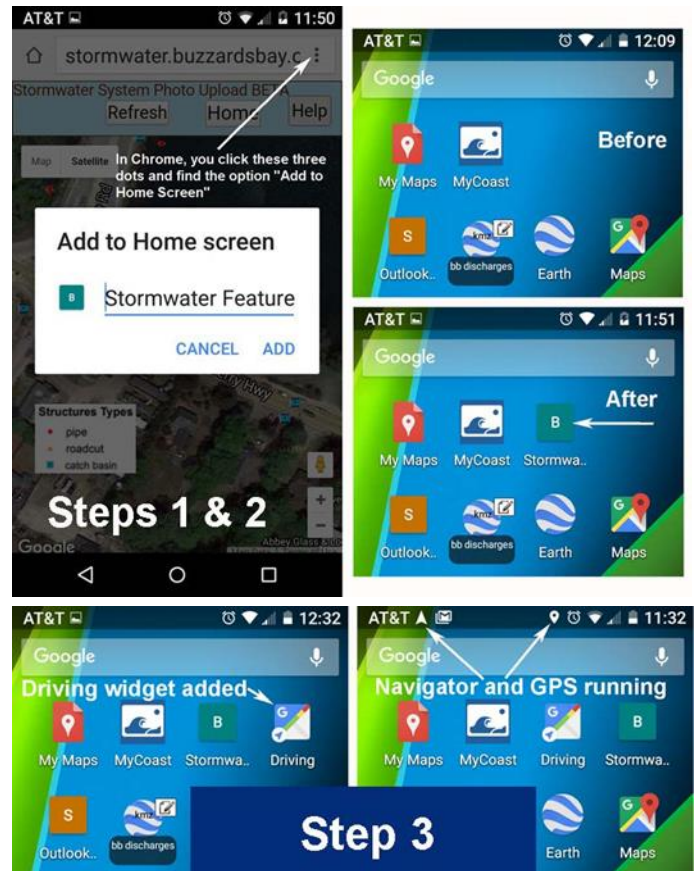 AT&T 11:50
stormwater.buzzardsbay.c
Stormwater System Photo Upload BETA
Refresh Home Help
Map Satellite
In Chrome, you click these three
dots and find the option "Add to
Home Screen"
Add to Home screen
B Stormwater Feature
CANCEL ADD
Hwy
Structures Types
pipe
roadcut
catch basin
+
Steps 1 & 2
−
Google
Abbey Glass &
AT&T 12:09
Google
Before
My Maps MyCoast
S kmz G
Outlook.. bb discharges Earth Maps
AT&T 11:51
Google
After
B
My Maps MyCoast Stormwa..
S kmz G
Outlook.. bb discharges Earth Maps
AT&T 12:32
Google
Driving widget added
B G
My Maps MyCoast Stormwa.. Driving
S kmz
Outlook.. bb discharges
AT&T 11:32
Google
Navigator and GPS running
G B
My Maps MyCoast Driving Stormwa..
G
Earth Maps
Step 3